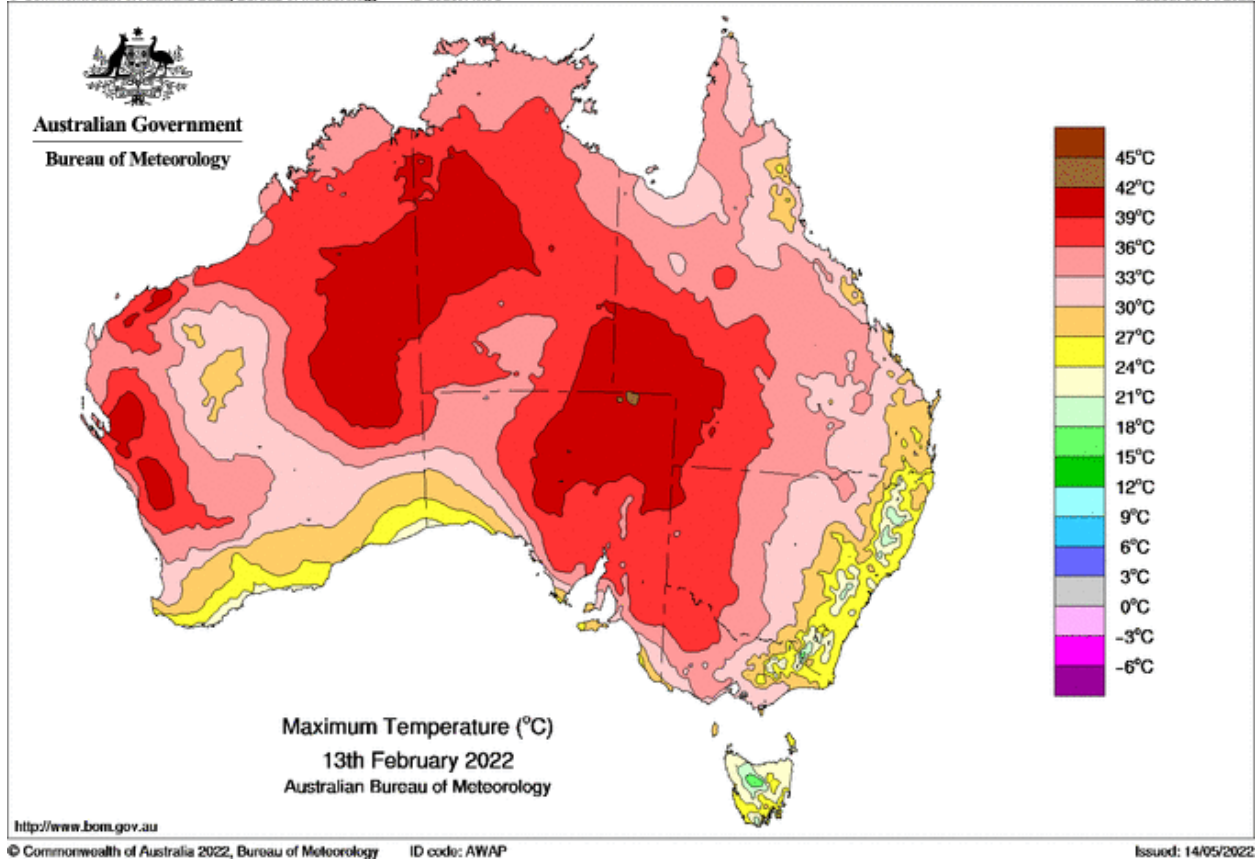 Australian Government
Bureau of Meteorology
45°C
42°C
39°C
36°C
33°C
30°C
27°C
24°C
21°C
18°C
15°C
12°C
9°C
6°C
3°C
0°C
-3°C
-6°C
Maximum Temperature (°C)
13th February 2022
Australian Bureau of Meteorology
http://www.bom.gov.au
© Commonwealth of Australia 2022, Bureau of Meteorology ID code: AWAP Issued: 14/05/2022